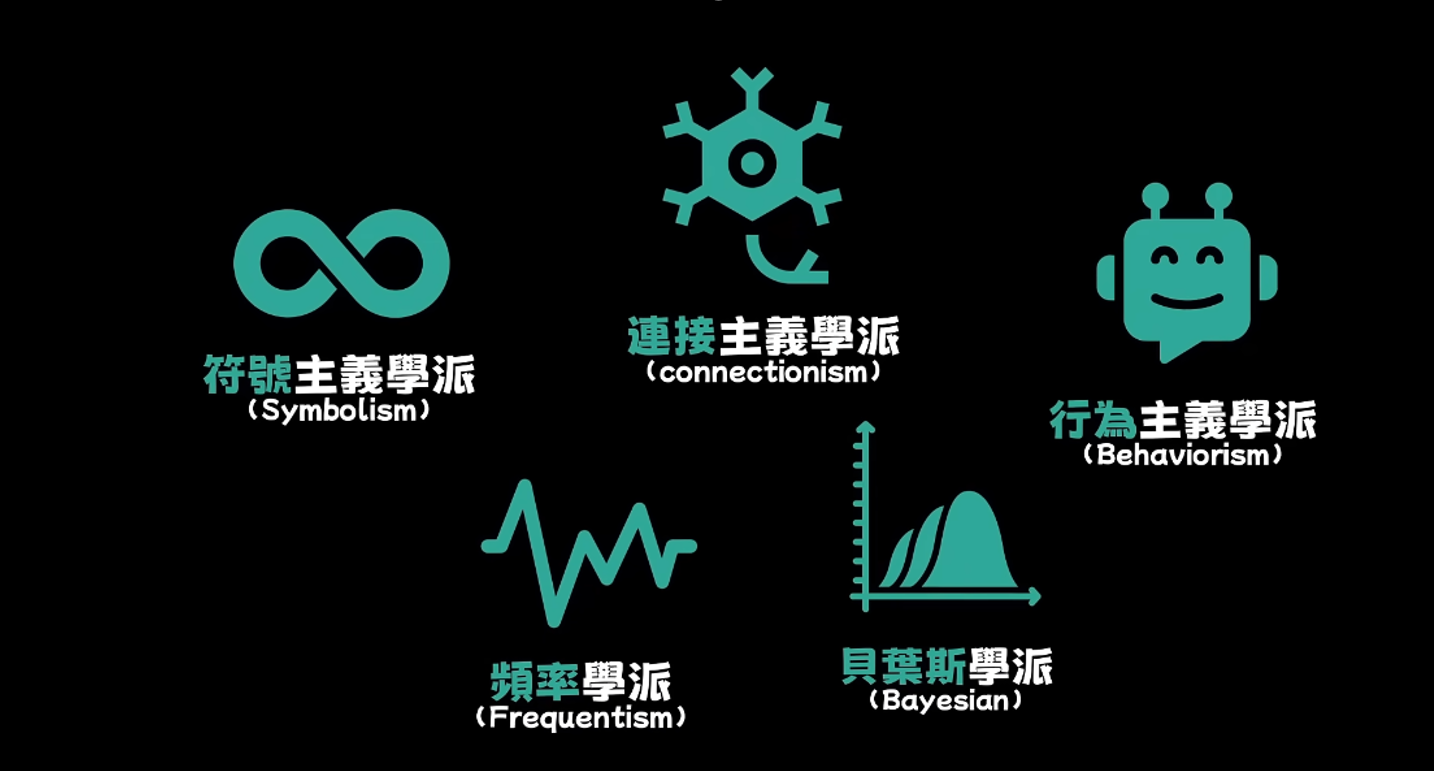 連接主義學派
(connectionism)
符號主義學派
(Symbolism)
行為主義學派
(Behaviorism)
頻率學派
(Frequentism)
貝葉斯學派
(Bayesian)